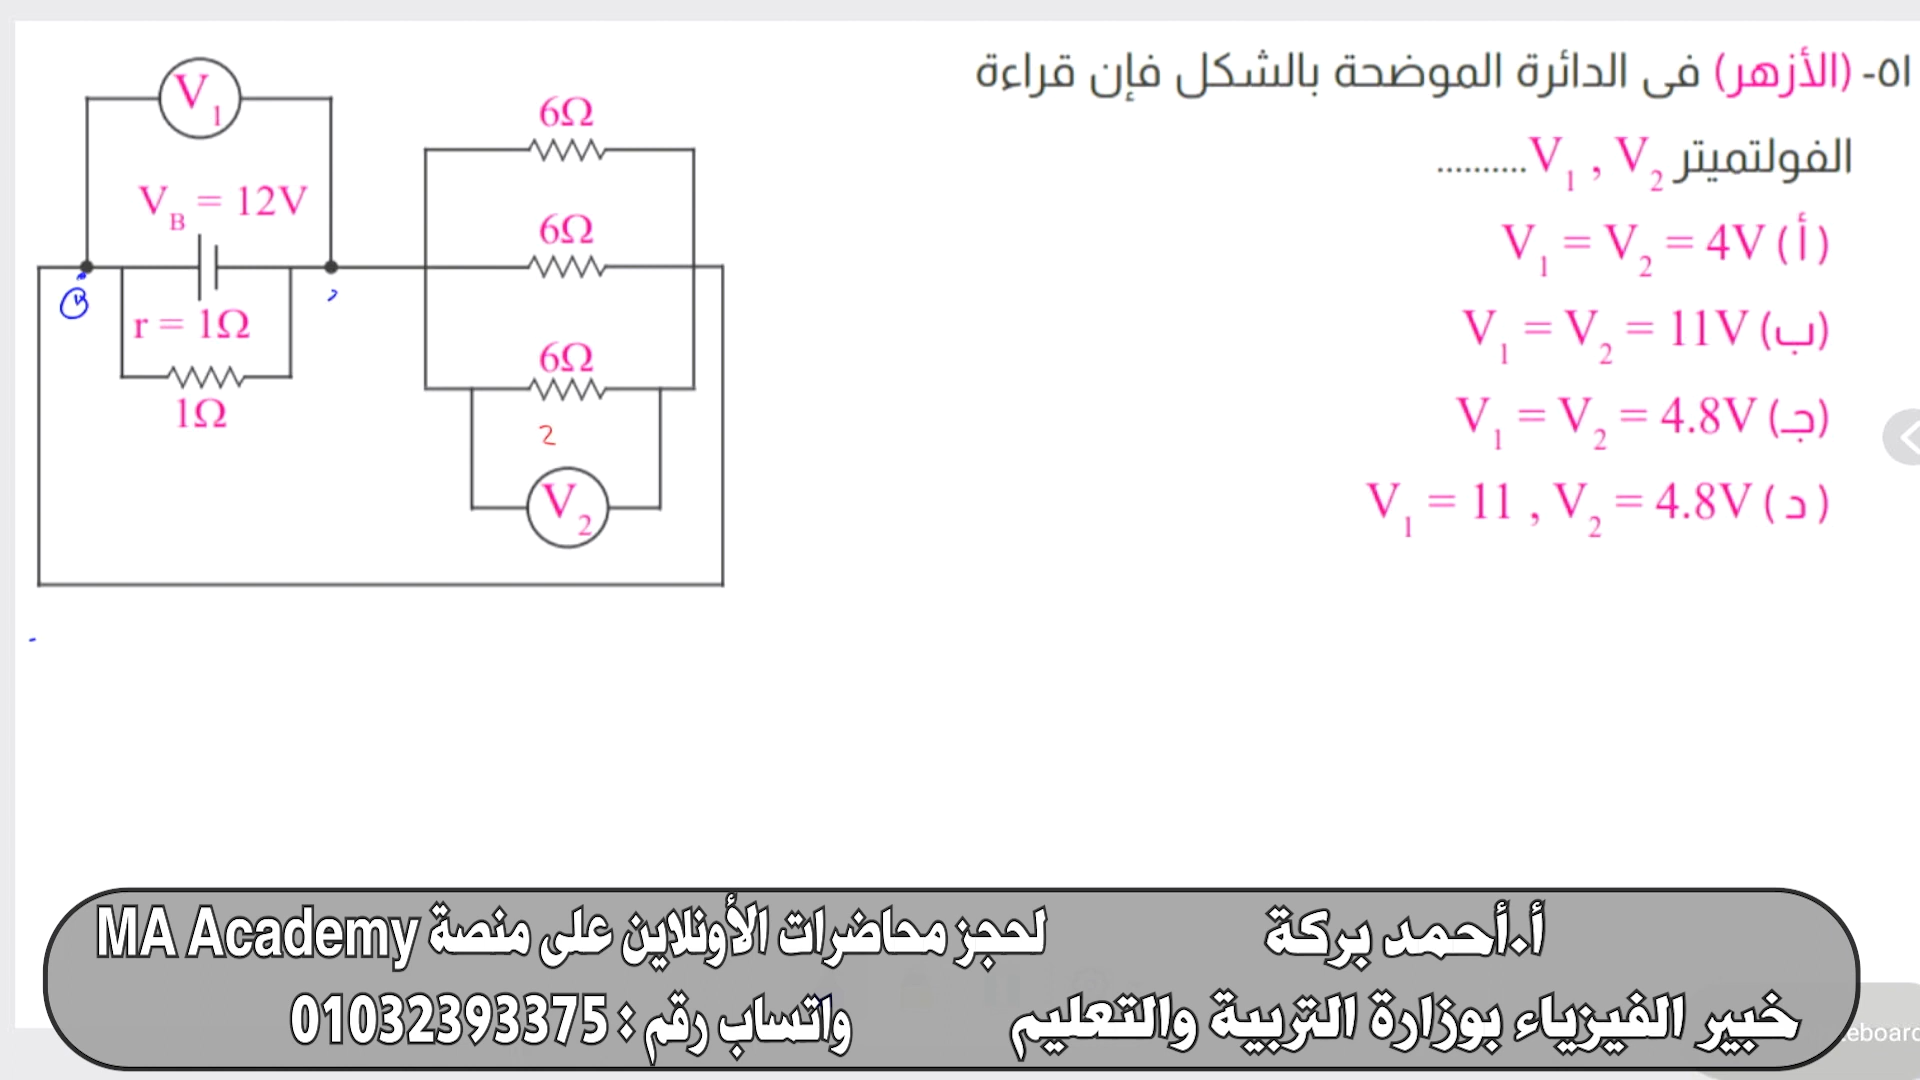 ٥١- (الأزهر) فى الدائرة الموضحة بالشكل فإن قراءة
الفولتميتر V₁ , V₂ ..........
(أ) V₁ = V₂ = 4V
(ب) V₁ = V₂ = 11V
(جـ) V₁ = V₂ = 4.8V
(د) V₁ = 11 , V₂ = 4.8V
V₁
V_B = 12V
r = 1Ω
1Ω
6Ω
6Ω
6Ω
2
V₂
أ.أحمد بركة
خبير الفيزياء بوزارة التربية والتعليم
لحجز محاضرات الأونلاين على منصة MA Academy
واتساب رقم : 01032393375